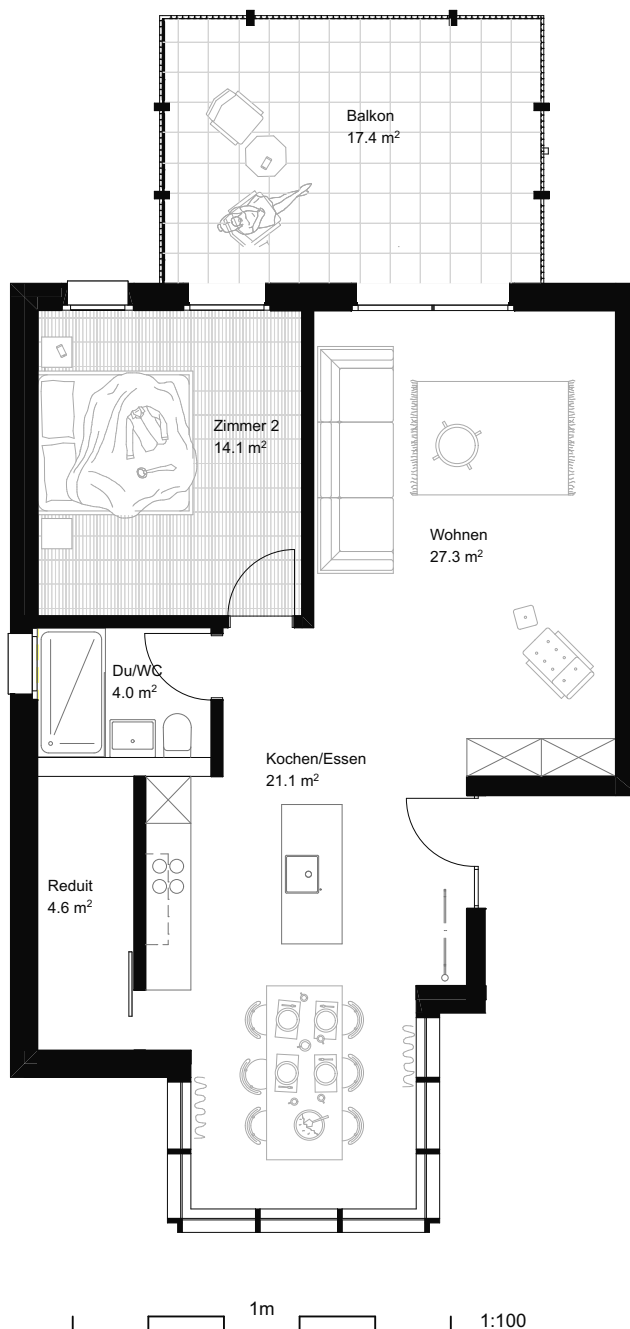 Balkon
17.4 m²
Zimmer 2
14.1 m²
Wohnen
27.3 m²
Du/WC
4.0 m²
Kochen/Essen
21.1 m²
Reduit
4.6 m²
1m
1:100